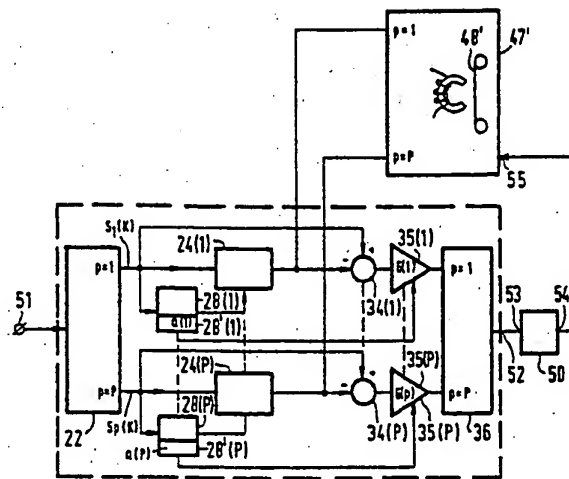 p=1
48'
47'
p=P
55
S₁(K)
24(1)
35(1)
p=1
G(1)
p=1
51
28(1)
34(1)
q(1)
28'(1)
53
54
24(P)
35(P)
52
50
p=P
G(p)
p=P
Sp(K)
28(P)
34(P)
35(P)
36
22
q(P)
28'(P)